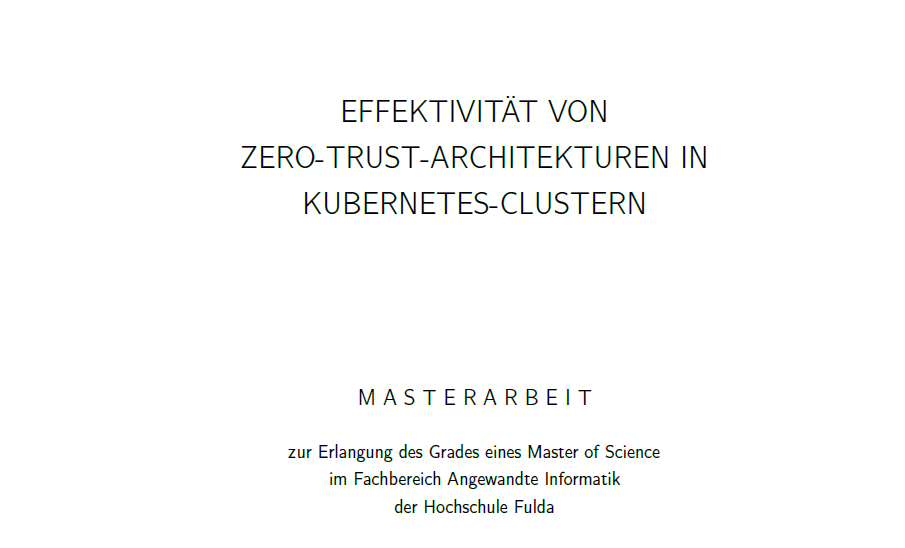 EFFEKTIVITÄT VON
ZERO-TRUST-ARCHITEKTUREN IN
KUBERNETES-CLUSTERN
MASTERARBEIT
zur Erlangung des Grades eines Master of Science
im Fachbereich Angewandte Informatik
der Hochschule Fulda